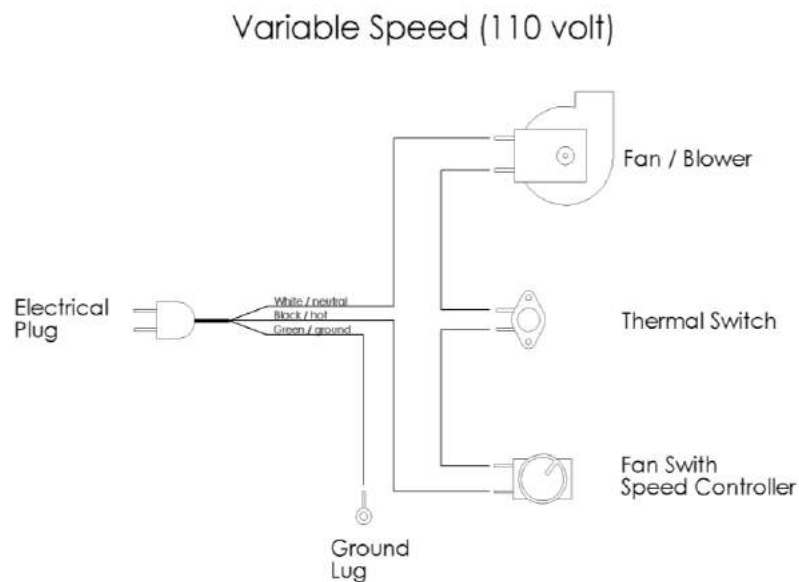 Variable Speed (110 volt)
Fan / Blower
Electrical
Plug
White / neutral
Black / hot
Green / ground
Thermal Switch
Fan Swith
Speed Controller
Ground
Lug